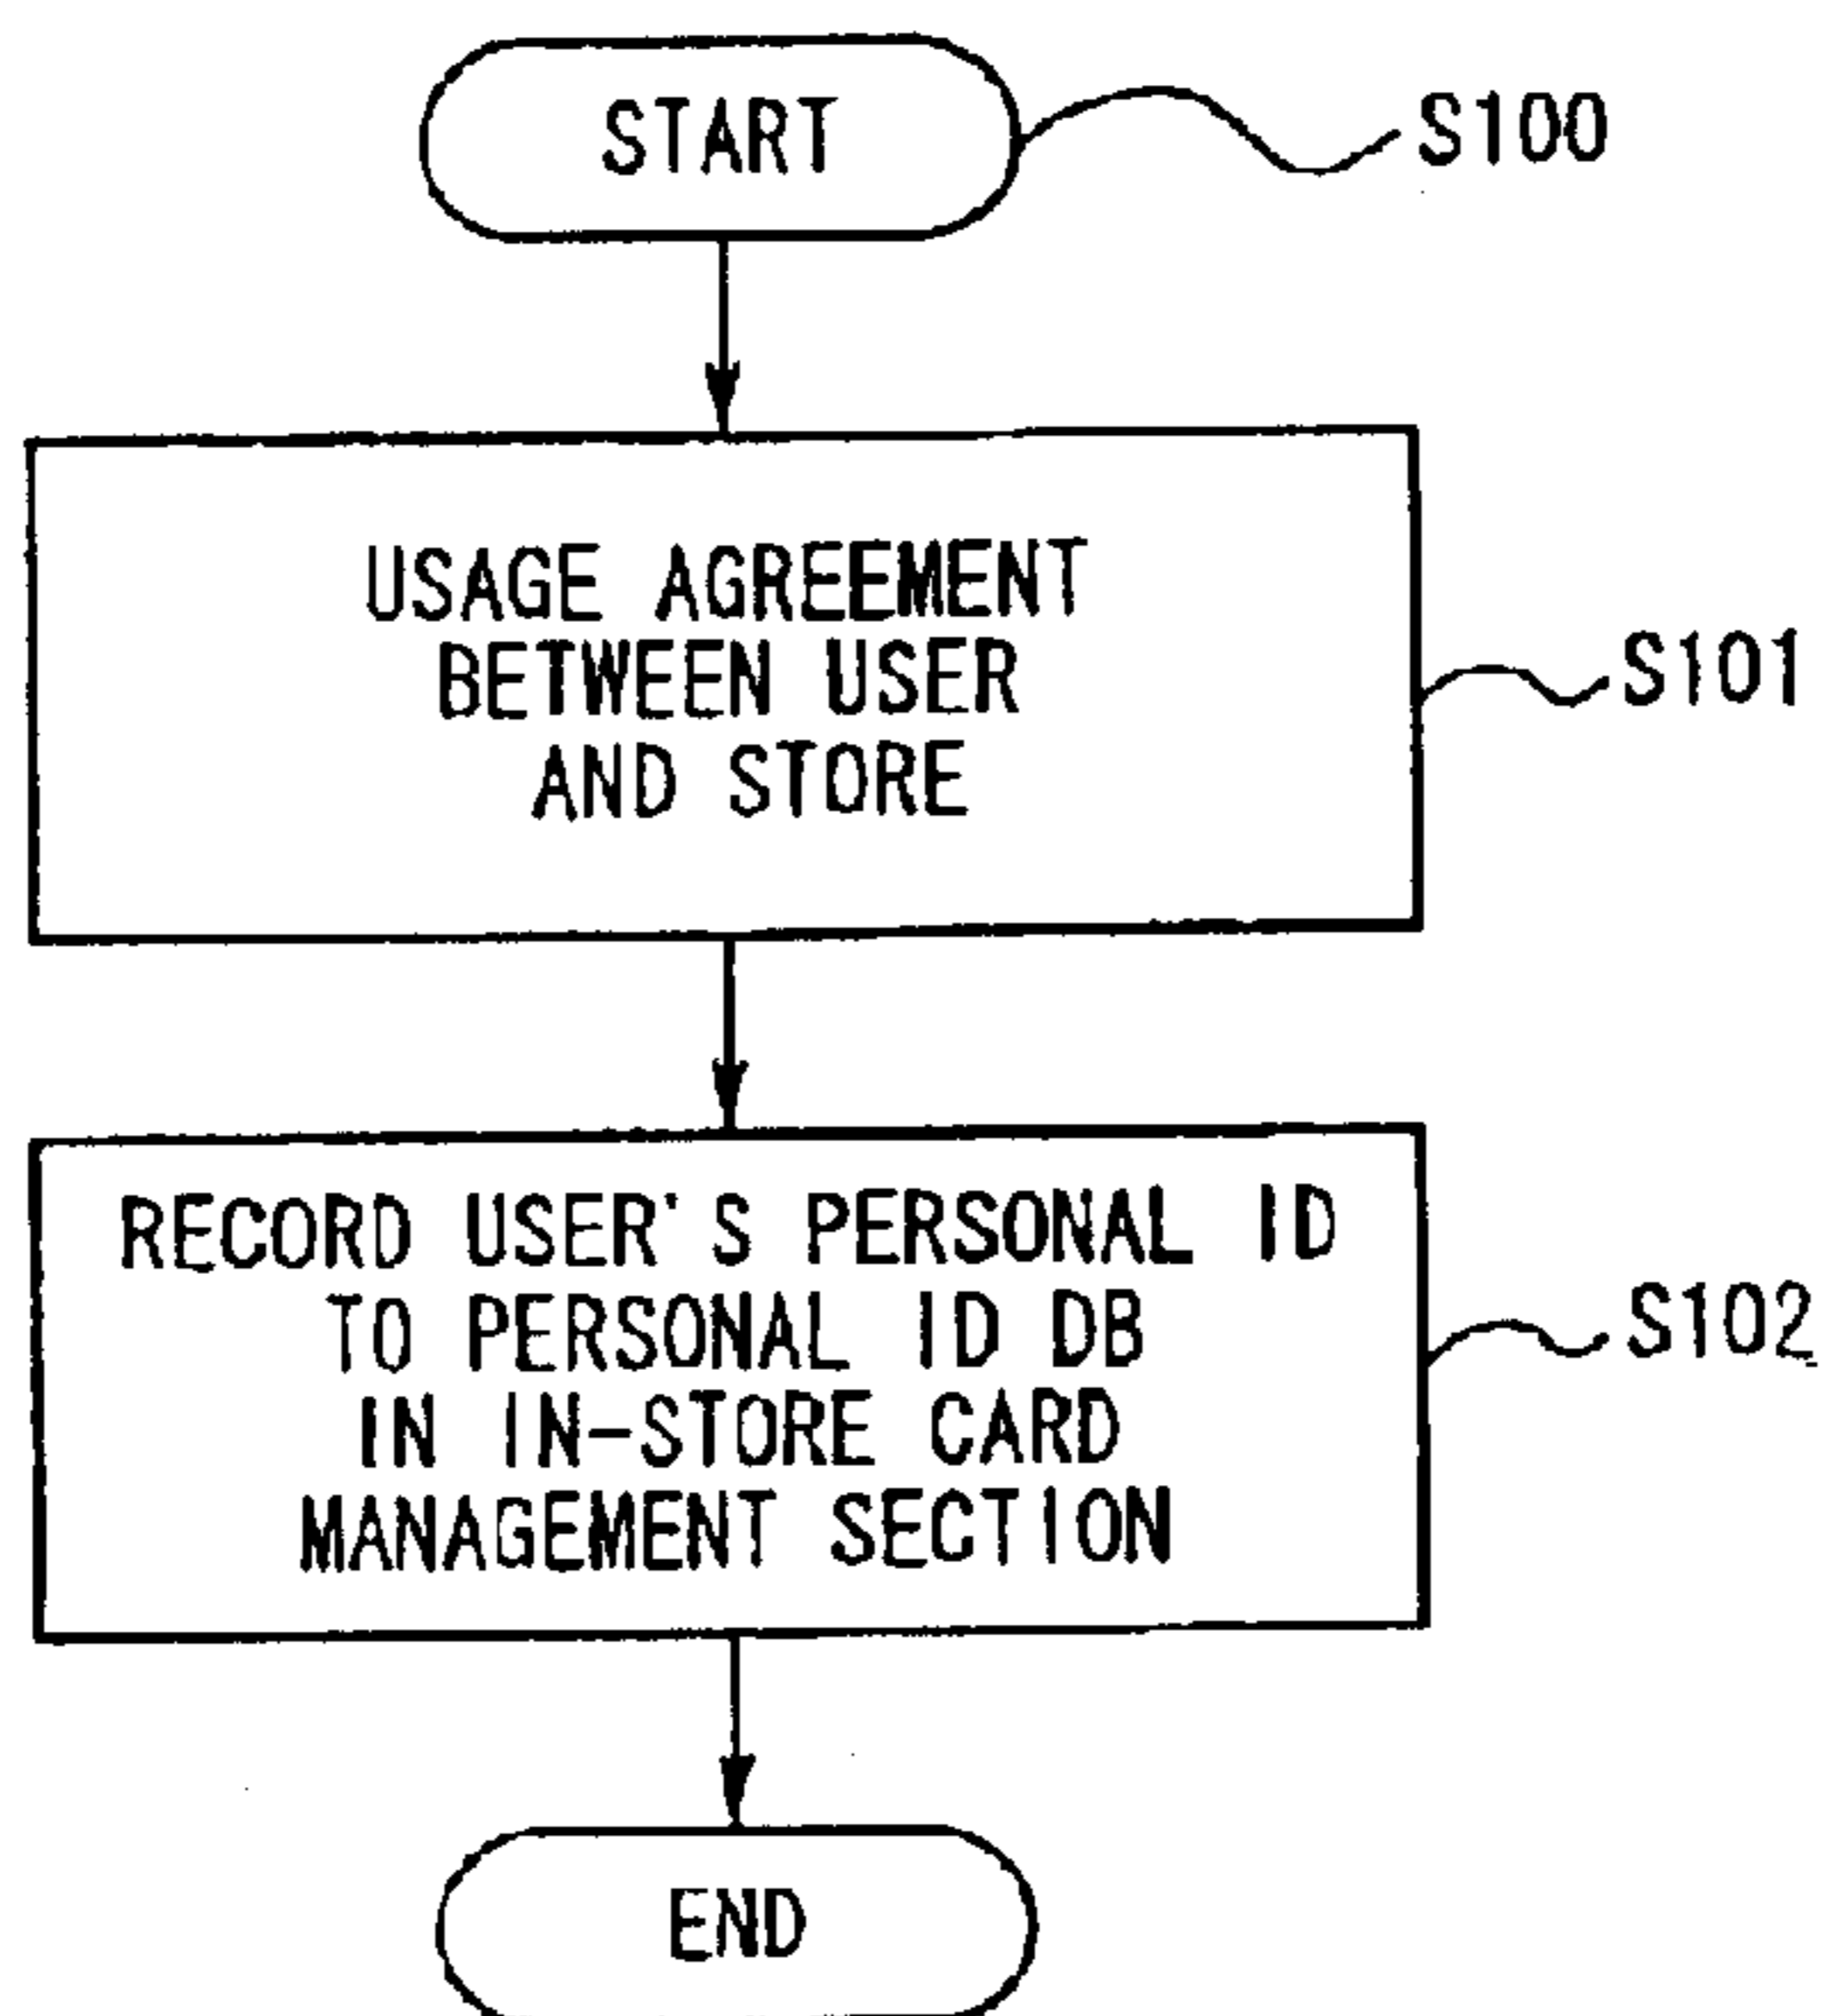 START
S100
USAGE AGREEMENT
BETWEEN USER
AND STORE
S101
RECORD USER'S PERSONAL ID
TO PERSONAL ID DB
IN IN-STORE CARD
MANAGEMENT SECTION
S102
END